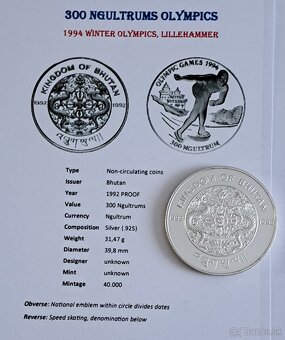 300 NGULTRUMS OLYMPICS
1994 WINTER OLYMPICS, LILLEHAMMER
KINGDOM OF BHUTAN
1992 1992
འབྲུག་རྒྱལ་ཁབ
OLYMPIC GAMES 1994
300 NGULTRUM
Type Non-circulating coins
Issuer Bhutan
Year 1992 PROOF
Value 300 Ngultrums
Currency Ngultrum
Composition Silver (.925)
Weight 31,47 g
Diameter 39,8 mm
Designer unknown
Mint unknown
Mintage 40.000
KINGDOM OF BHUTAN
Obverse: National emblem within circle divides dates
Reverse: Speed skating, denomination below